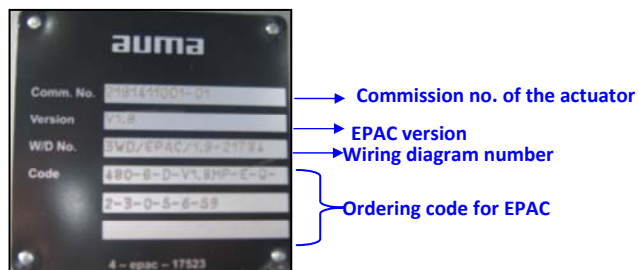 auma
Comm. No. 2191411001-01
Commission no. of the actuator
Version V1.8
EPAC version
W/D No. 3WD/EPAC/1.8-2178A
Wiring diagram number
Code 480-6-D-V1.8MP-E-Q-
2-3-0-5-6-S9
Ordering code for EPAC
4 – epac – 17523